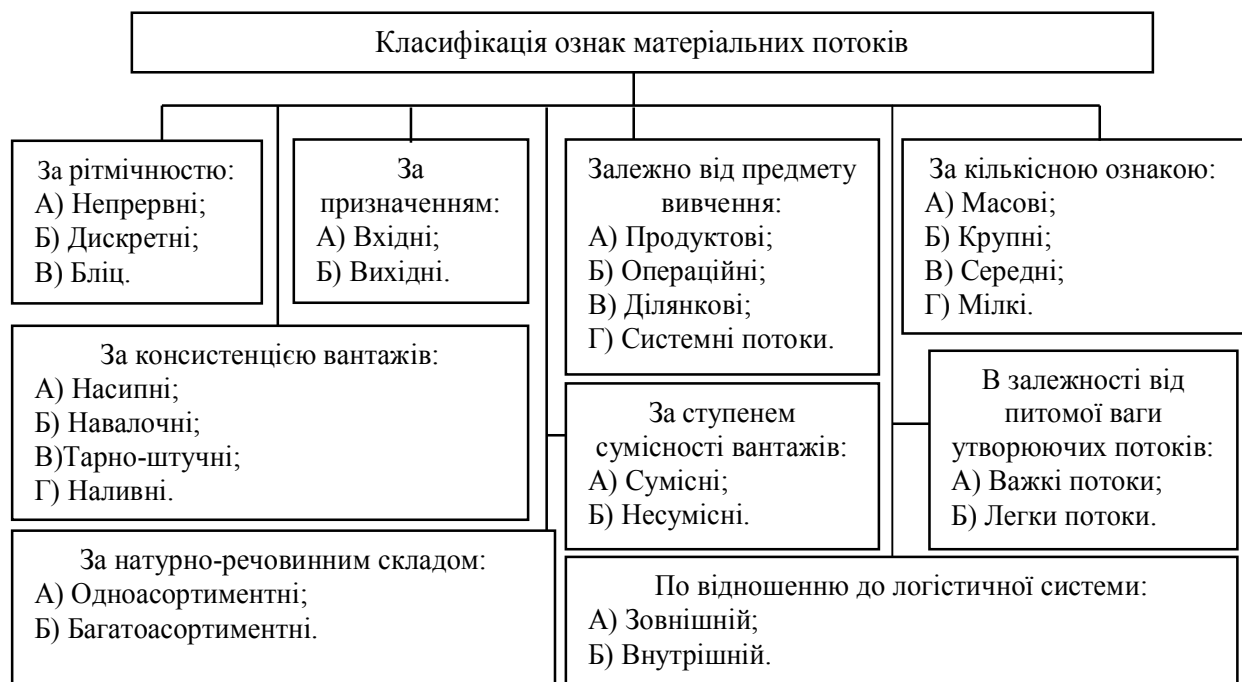 Класифікація ознак матеріальних потоків
За рітмічнюстю:
А) Непрервні;
Б) Дискретні;
В) Бліц.
За
призначенням:
А) Вхідні;
Б) Вихідні.
Залежно від предмету
вивчення:
А) Продуктові;
Б) Операційні;
В) Ділянкові;
Г) Системні потоки.
За кількісною ознакою:
А) Масові;
Б) Крупні;
В) Середні;
Г) Мілкі.
За консистенцією вантажів:
А) Насипні;
Б) Навалочні;
В)Тарно-штучні;
Г) Наливні.
За ступенем
сумісності вантажів:
А) Сумісні;
Б) Несумісні.
В залежності від
питомої ваги
утворюючих потоків:
А) Важкі потоки;
Б) Легки потоки.
За натурно-речовинним складом:
А) Одноасортиментні;
Б) Багатоасортиментні.
По відношенню до логістичної системи:
А) Зовнішній;
Б) Внутрішній.